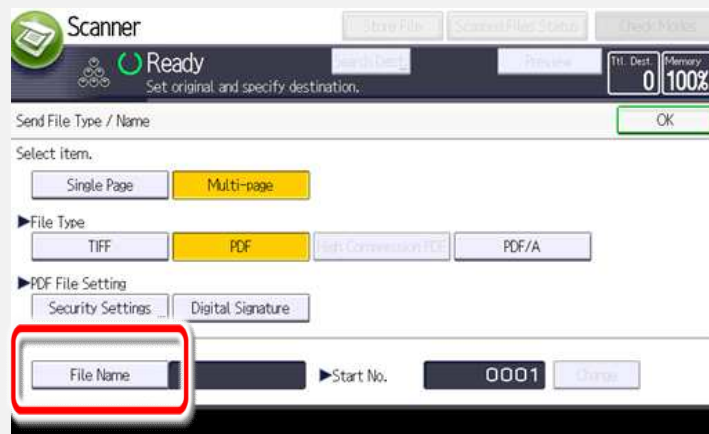 Scanner Store File Scanned Files Status Check Modes
Ready Search Dest. Preview Ttl. Dest. Memory
Set original and specify destination. 0 100%
Send File Type / Name OK
Select item.
Single Page Multi-page
►File Type
TIFF PDF High Compression PDF PDF/A
►PDF File Setting
Security Settings Digital Signature
File Name ►Start No. 0001 Change